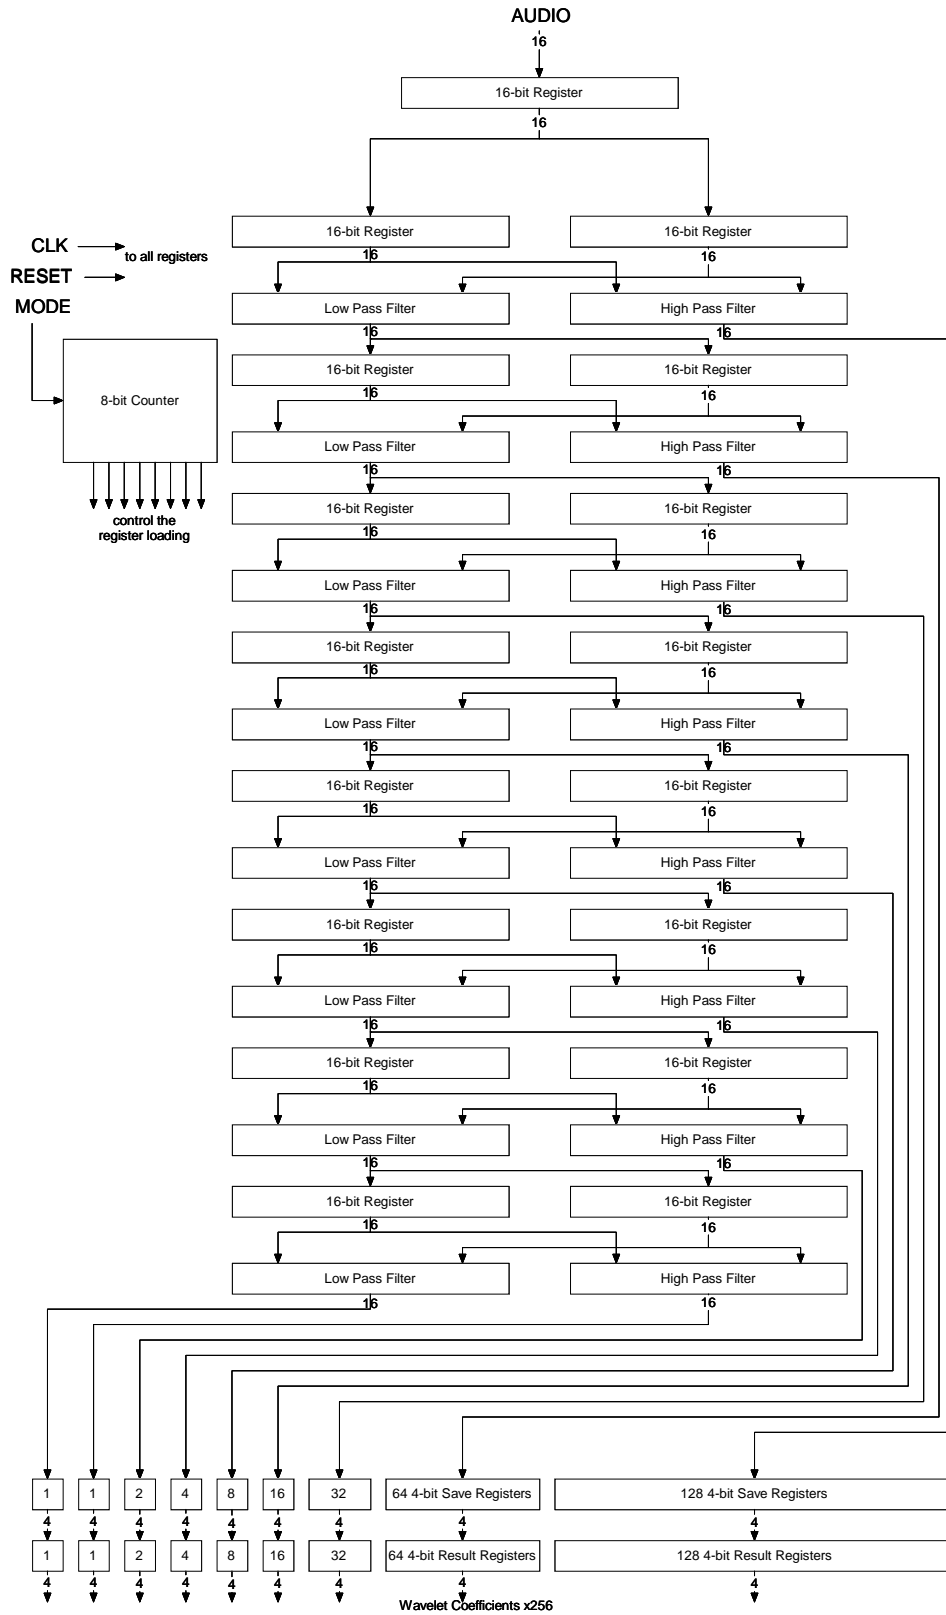 AUDIO
16
16-bit Register
16
16-bit Register
16-bit Register
CLK
to all registers
16
16
RESET
MODE
Low Pass Filter
High Pass Filter
16
16
8-bit Counter
16-bit Register
16-bit Register
16
16
Low Pass Filter
High Pass Filter
16
16
control the
register loading
16-bit Register
16-bit Register
16
16
Low Pass Filter
High Pass Filter
16
16
16-bit Register
16-bit Register
16
16
Low Pass Filter
High Pass Filter
16
16
16-bit Register
16-bit Register
16
16
Low Pass Filter
High Pass Filter
16
16
16-bit Register
16-bit Register
16
16
Low Pass Filter
High Pass Filter
16
16
16-bit Register
16-bit Register
16
16
Low Pass Filter
High Pass Filter
16
16
16-bit Register
16-bit Register
16
16
Low Pass Filter
High Pass Filter
16
16
1 1 2 4 8 16 32 64 4-bit Save Registers 128 4-bit Save Registers
4 4 4 4 4 4 4 4 4
1 1 2 4 8 16 32 64 4-bit Result Registers 128 4-bit Result Registers
4 4 4 4 4 4 4 4 4
Wavelet Coefficients x256